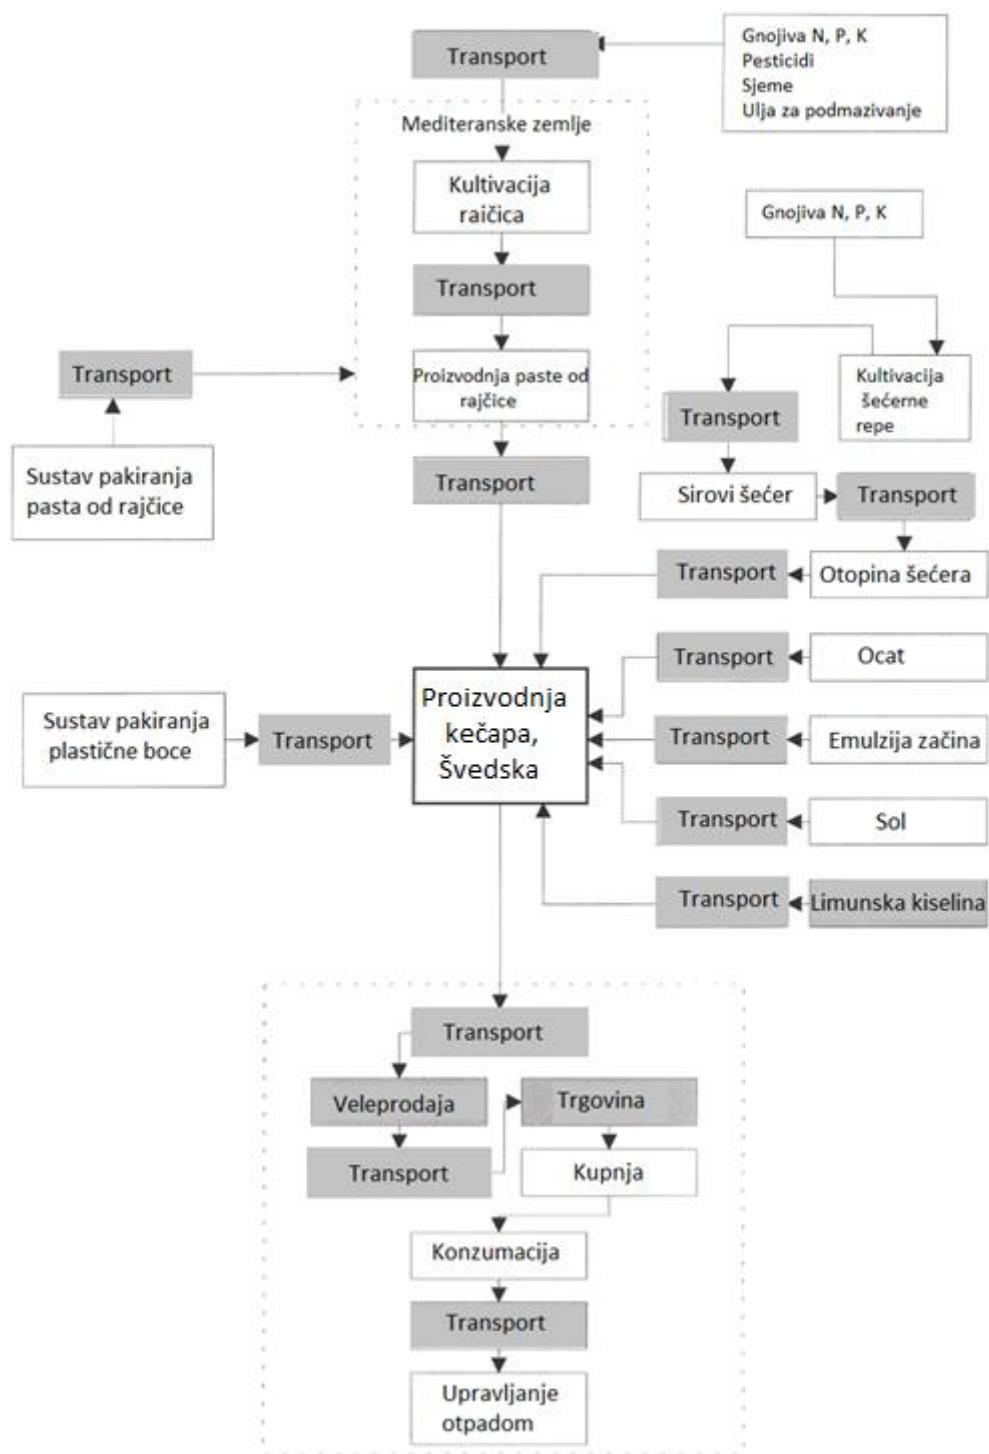 Transport
Gnojiva N, P, K
Pesticidi
Sjeme
Ulja za podmazivanje
Mediteranske zemlje
Kultivacija
raičica
Gnojiva N, P, K
Transport
Transport
Proizvodnja paste od
rajčice
Kultivacija
šećerne
repe
Transport
Sustav pakiranja
pasta od rajčice
Transport
Sirovi šećer
Transport
Transport
Otopina šećera
Transport
Ocat
Proizvodnja
kečapa,
Švedska
Sustav pakiranja
plastične boce
Transport
Transport
Emulzija začina
Transport
Sol
Transport
Limunska kiselina
Transport
Veleprodaja
Trgovina
Transport
Kupnja
Konzumacija
Transport
Upravljanje
otpadom